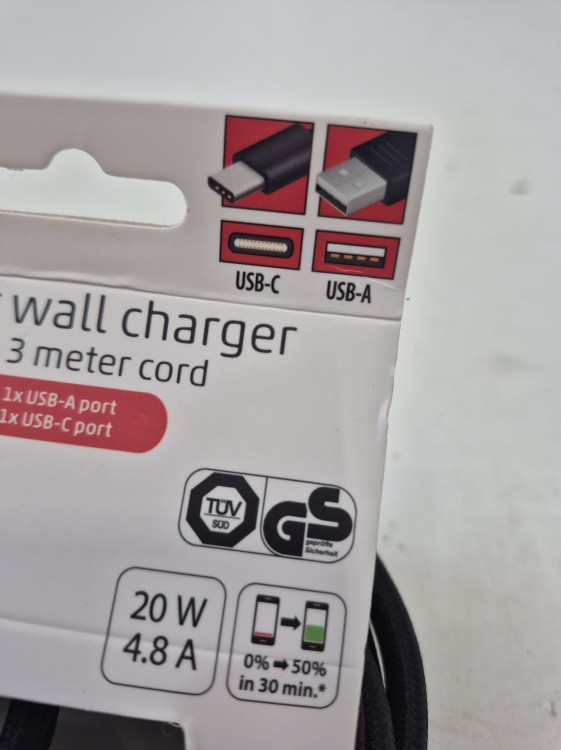 USB-C
USB-A
wall charger
3 meter cord
1x USB-A port
1x USB-C port
TÜV
SÜD
GS
geprüfte
Sicherheit
20 W
4.8 A
0% ➡ 50%
in 30 min.*